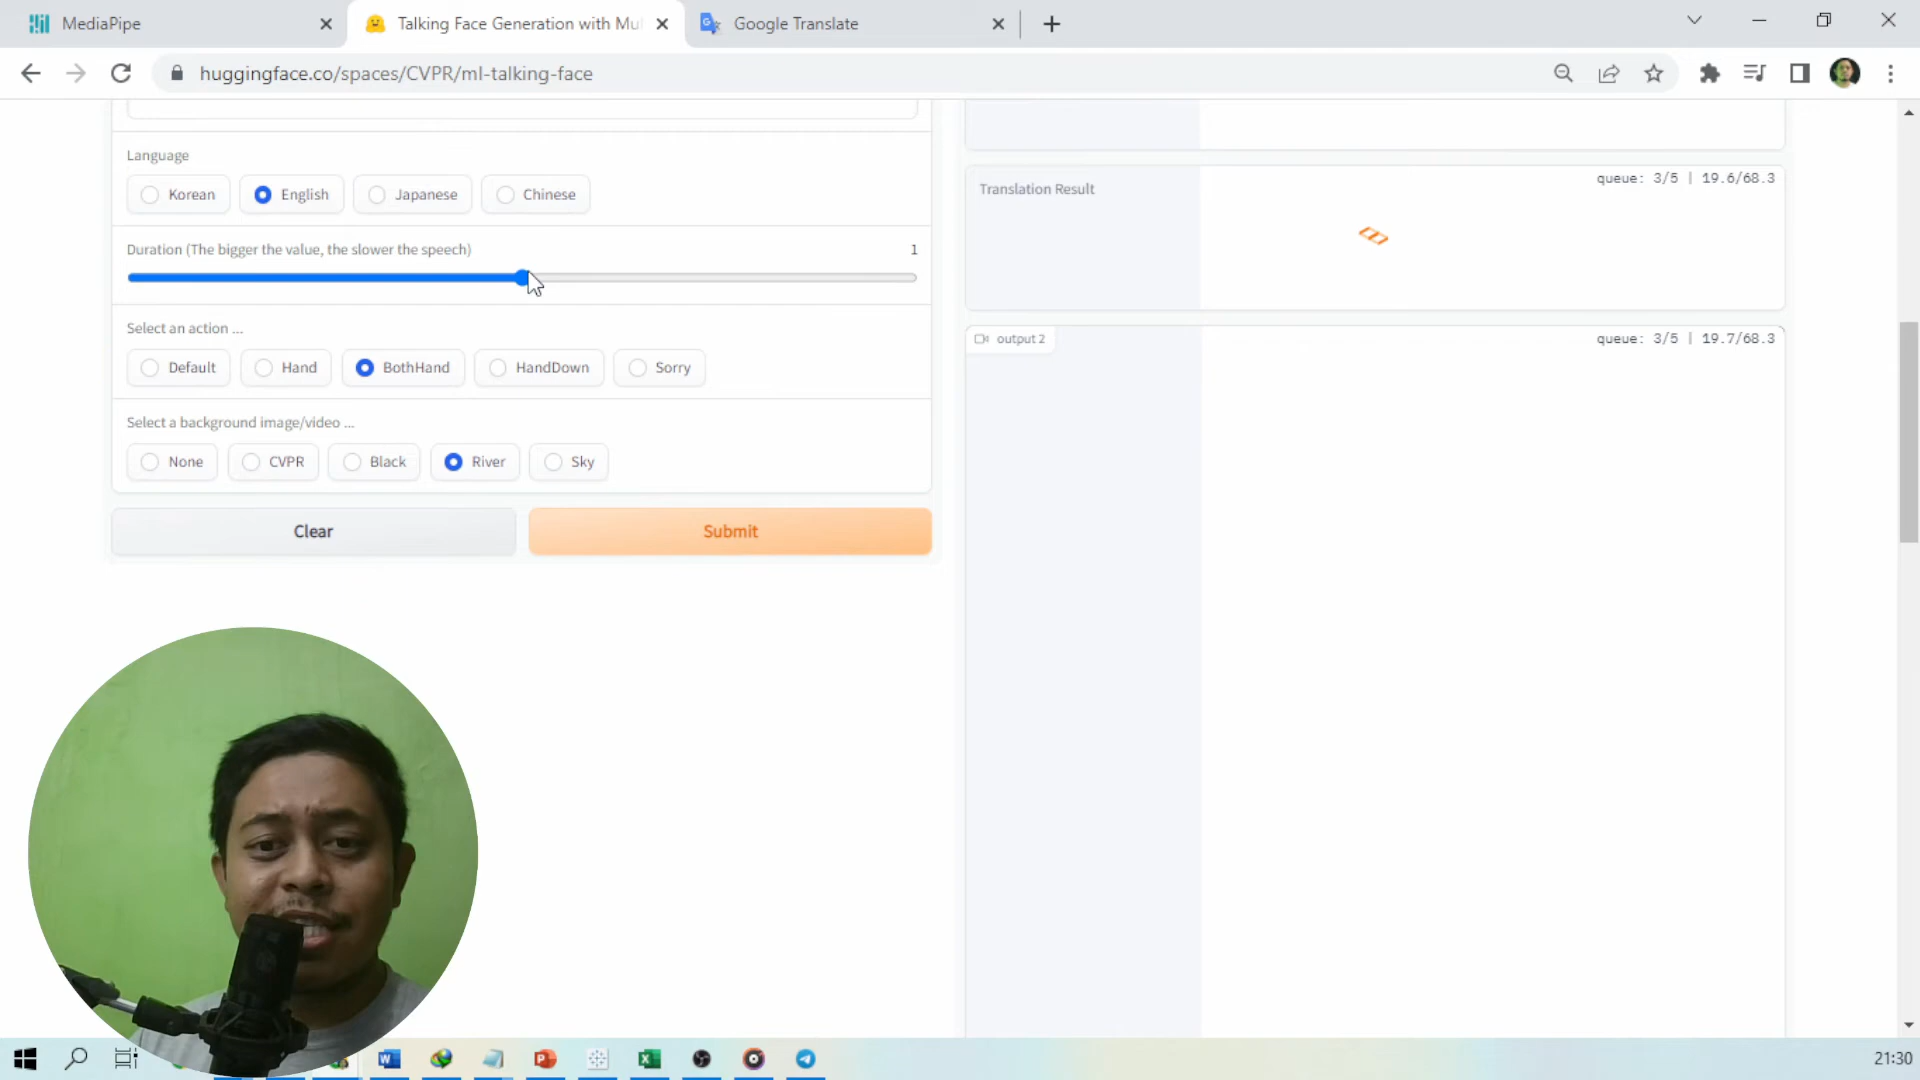 MediaPipe
Talking Face Generation with Mul
Google Translate
huggingface.co/spaces/CVPR/ml-talking-face
Language
Korean English Japanese Chinese
Duration (The bigger the value, the slower the speech) 1
Select an action ...
Default Hand BothHand HandDown Sorry
Select a background image/video ...
None CVPR Black River Sky
Clear Submit
queue: 3/5 | 19.6/68.3
Translation Result
output 2 queue: 3/5 | 19.7/68.3
21:30